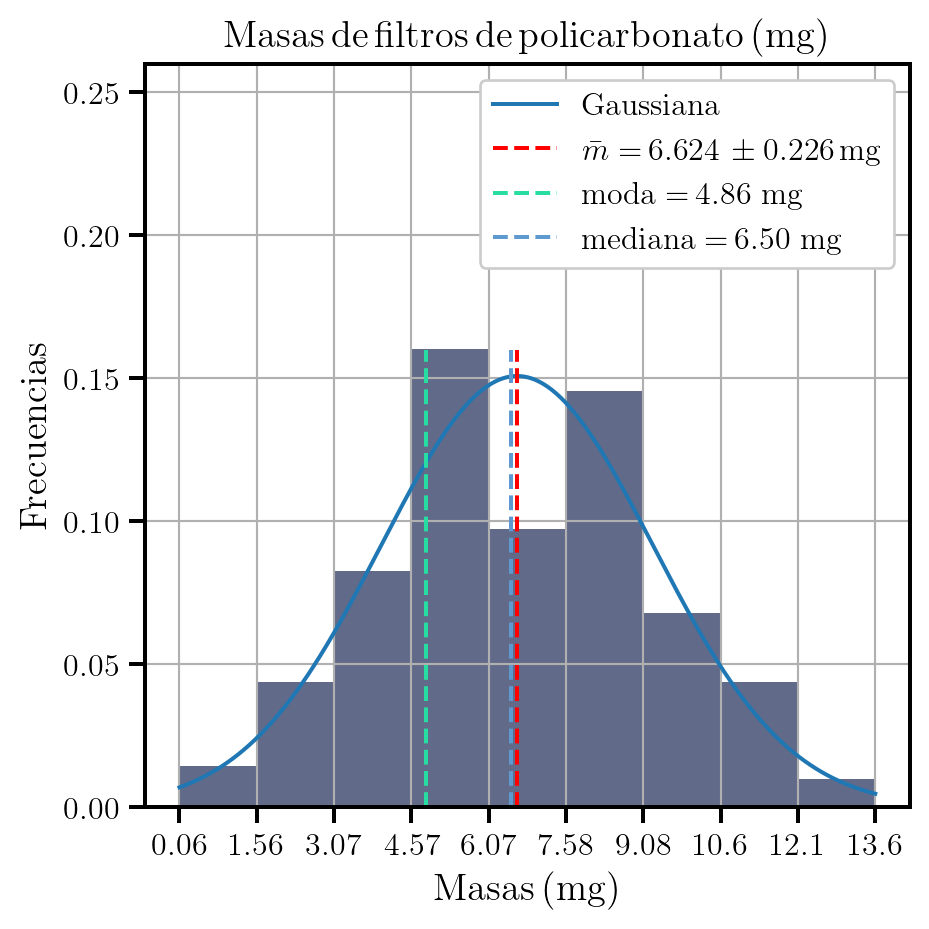 Masas de filtros de policarbonato (mg)
Gaussiana
m̄ = 6.624 ± 0.226 mg
moda = 4.86 mg
mediana = 6.50 mg
Frecuencias
0.25
0.20
0.15
0.10
0.05
0.00
0.06 1.56 3.07 4.57 6.07 7.58 9.08 10.6 12.1 13.6
Masas (mg)